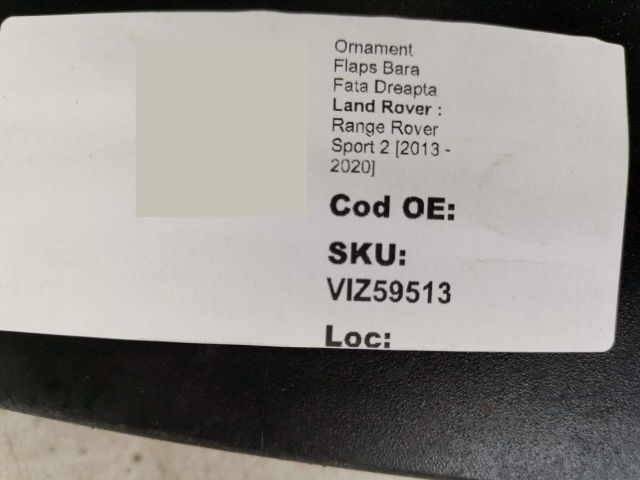 Ornament
Flaps Bara
Fata Dreapta
Land Rover :
Range Rover
Sport 2 [2013 -
2020]
Cod OE:
SKU:
VIZ59513
Loc: